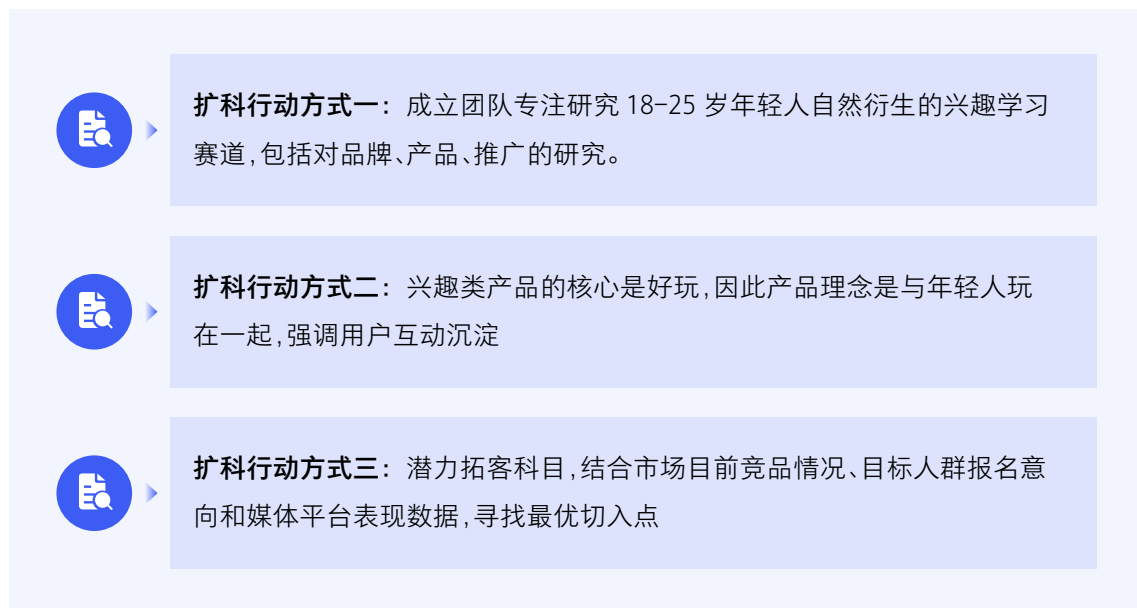 扩科行动方式一：成立团队专注研究 18-25 岁年轻人自然衍生的兴趣学习
赛道,包括对品牌、产品、推广的研究。
扩科行动方式二：兴趣类产品的核心是好玩,因此产品理念是与年轻人玩
在一起,强调用户互动沉淀
扩科行动方式三：潜力拓客科目,结合市场目前竞品情况、目标人群报名意
向和媒体平台表现数据,寻找最优切入点